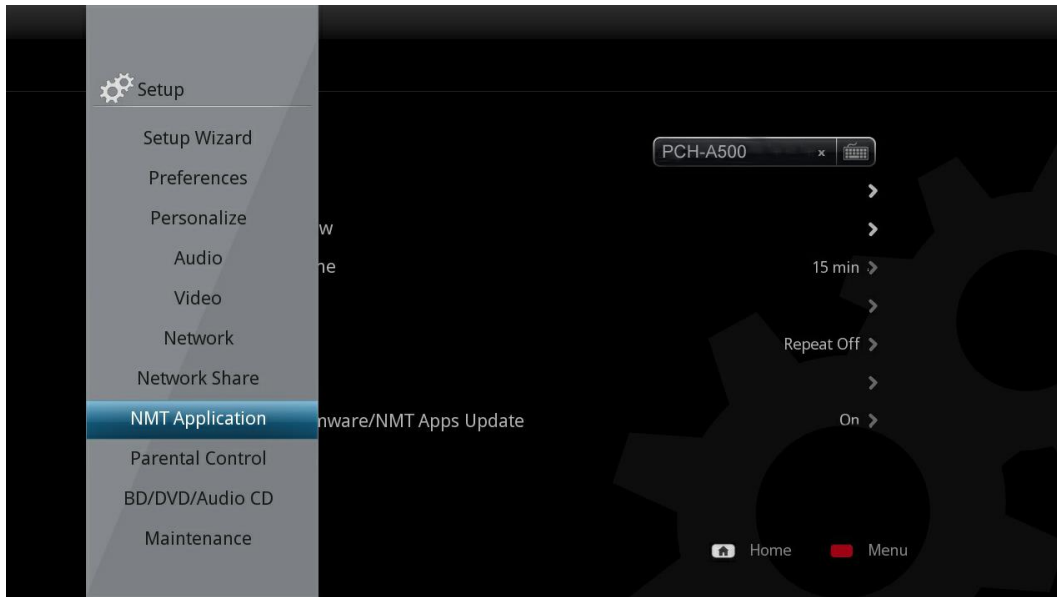 Setup
Setup Wizard
Preferences
Personalize
Audio
Video
Network
Network Share
NMT Application
Parental Control
BD/DVD/Audio CD
Maintenance
PCH-A500 x
w
ne
15 min
Repeat Off
nware/NMT Apps Update
On
Home
Menu